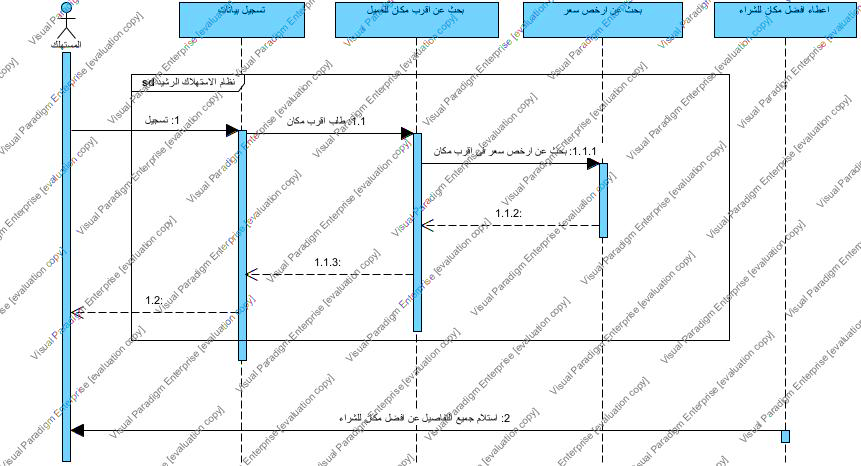 تسجيل بيانات
بحث عن اقرب مكان للعميل
بحث عن ارخص سعر
اعطاء افضل مكان للشراء
المستهلك
sd نظام الاستهلاك الرشيد
1: تسجيل
1.1: طلب اقرب مكان
1.1.1: بحث عن ارخص سعر في اقرب مكان
1.1.2:
1.1.3:
1.2:
2: استلام جميع التفاصيل عن افضل مكان للشراء
Visual Paradigm Enterprise [evaluation copy]